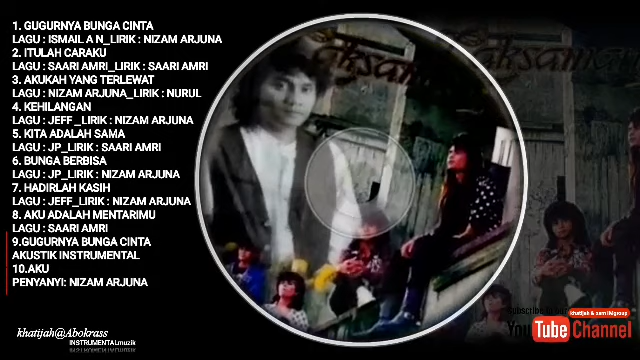 1. GUGURNYA BUNGA CINTA
LAGU : ISMAIL A N_LIRIK : NIZAM ARJUNA
2. ITULAH CARAKU
LAGU : SAARI AMRI_LIRIK : SAARI AMRI
3. AKUKAH YANG TERLEWAT
LAGU : NIZAM ARJUNA_LIRIK : NURUL
4. KEHILANGAN
LAGU : JEFF_LIRIK : NIZAM ARJUNA
5. KITA ADALAH SAMA
LAGU : JP_LIRIK : SAARI AMRI
6. BUNGA BERBISA
LAGU : JP_LIRIK : NIZAM ARJUNA
7. HADIRLAH KASIH
LAGU : JEFF_LIRIK : NIZAM ARJUNA
8. AKU ADALAH MENTARIMU
LAGU : SAARI AMRI
9.GUGURNYA BUNGA CINTA
AKUSTIK INSTRUMENTAL
10.AKU
PENYANYI: NIZAM ARJUNA
khatijah@Abokrass
INSTRUMENTALmuzik
Subscribe
YouTube Channel